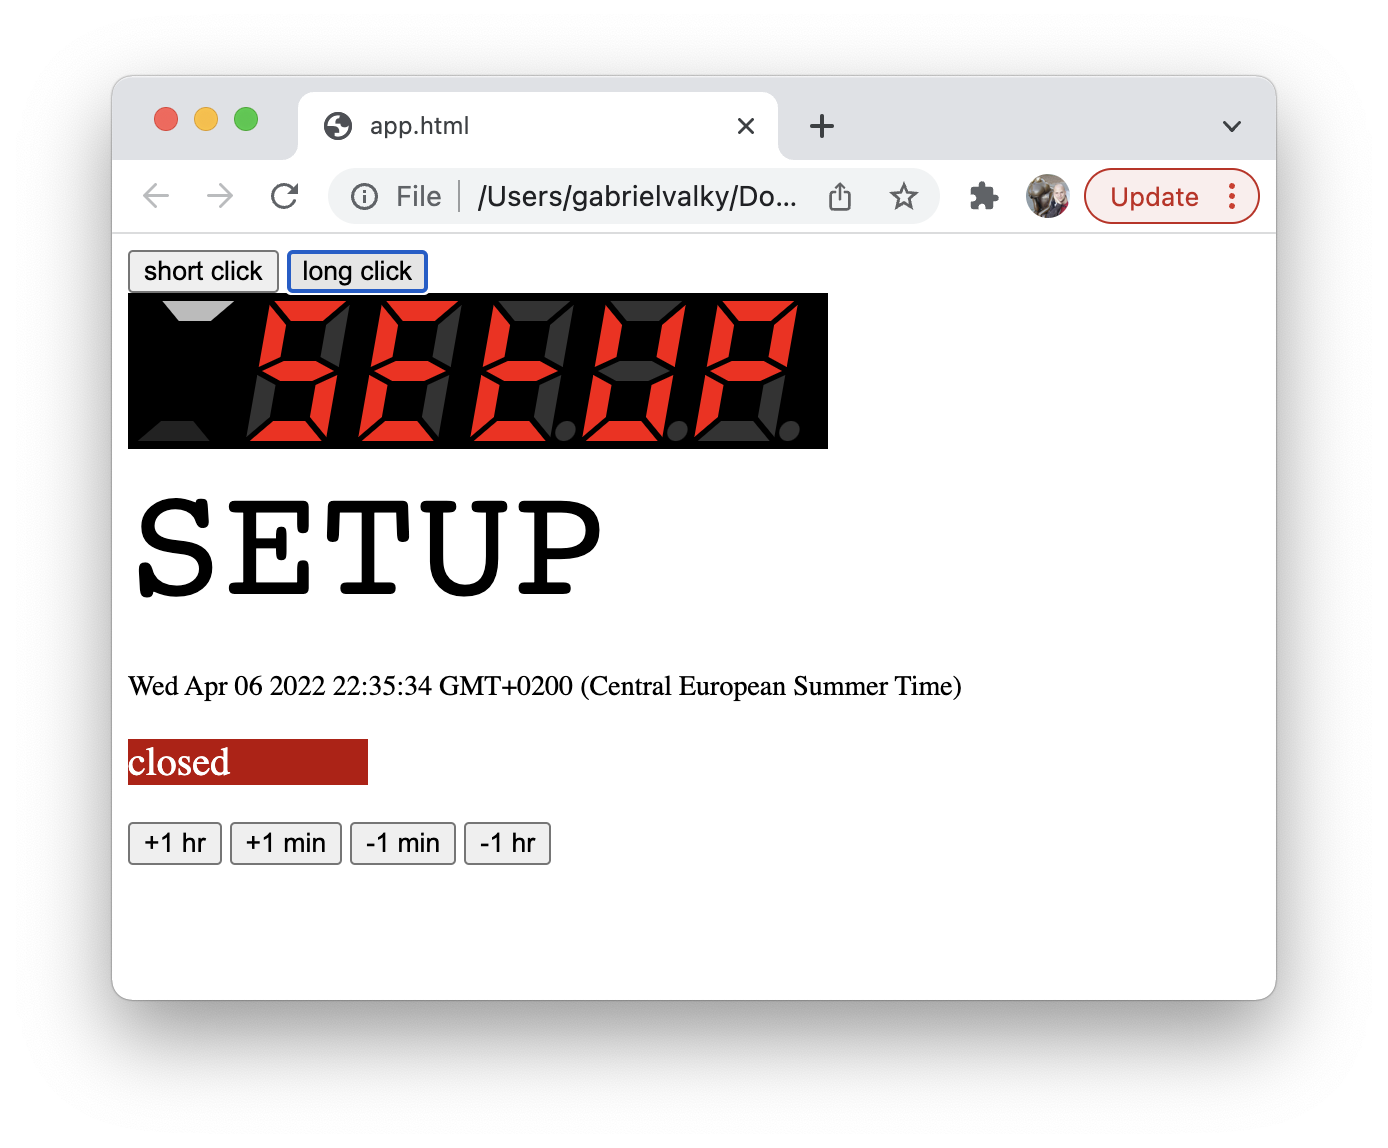 app.html
File /Users/gabrielvalky/Do...
Update
short click long click
SEtUP
SETUP
Wed Apr 06 2022 22:35:34 GMT+0200 (Central European Summer Time)
closed
+1 hr +1 min -1 min -1 hr